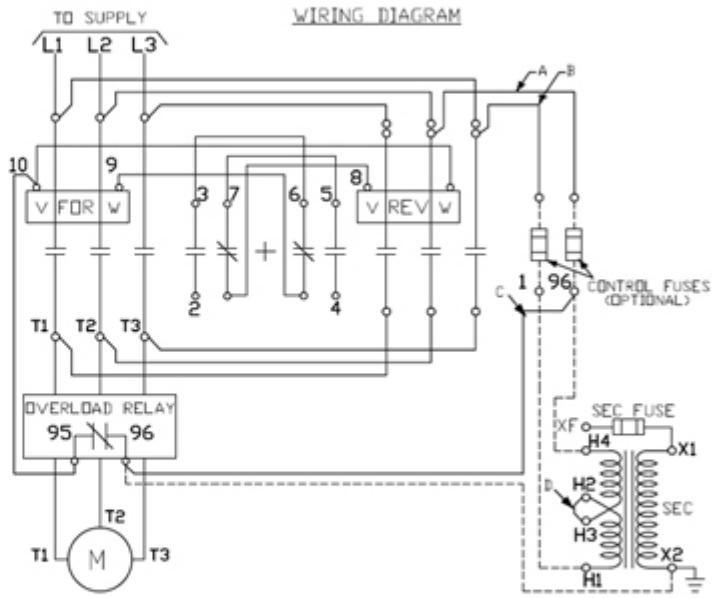 WIRING DIAGRAM
TO SUPPLY
L1 L2 L3
A B
10 9 3 7 6 5 8
V FOR W
V REV W
2 4
C 1 96
CONTROL FUSES
(OPTIONAL)
T1 T2 T3
OVERLOAD RELAY
95 96
XF SEC FUSE
H4 X1
D H2
SEC
H3
X2
H1
T2
T1 M T3